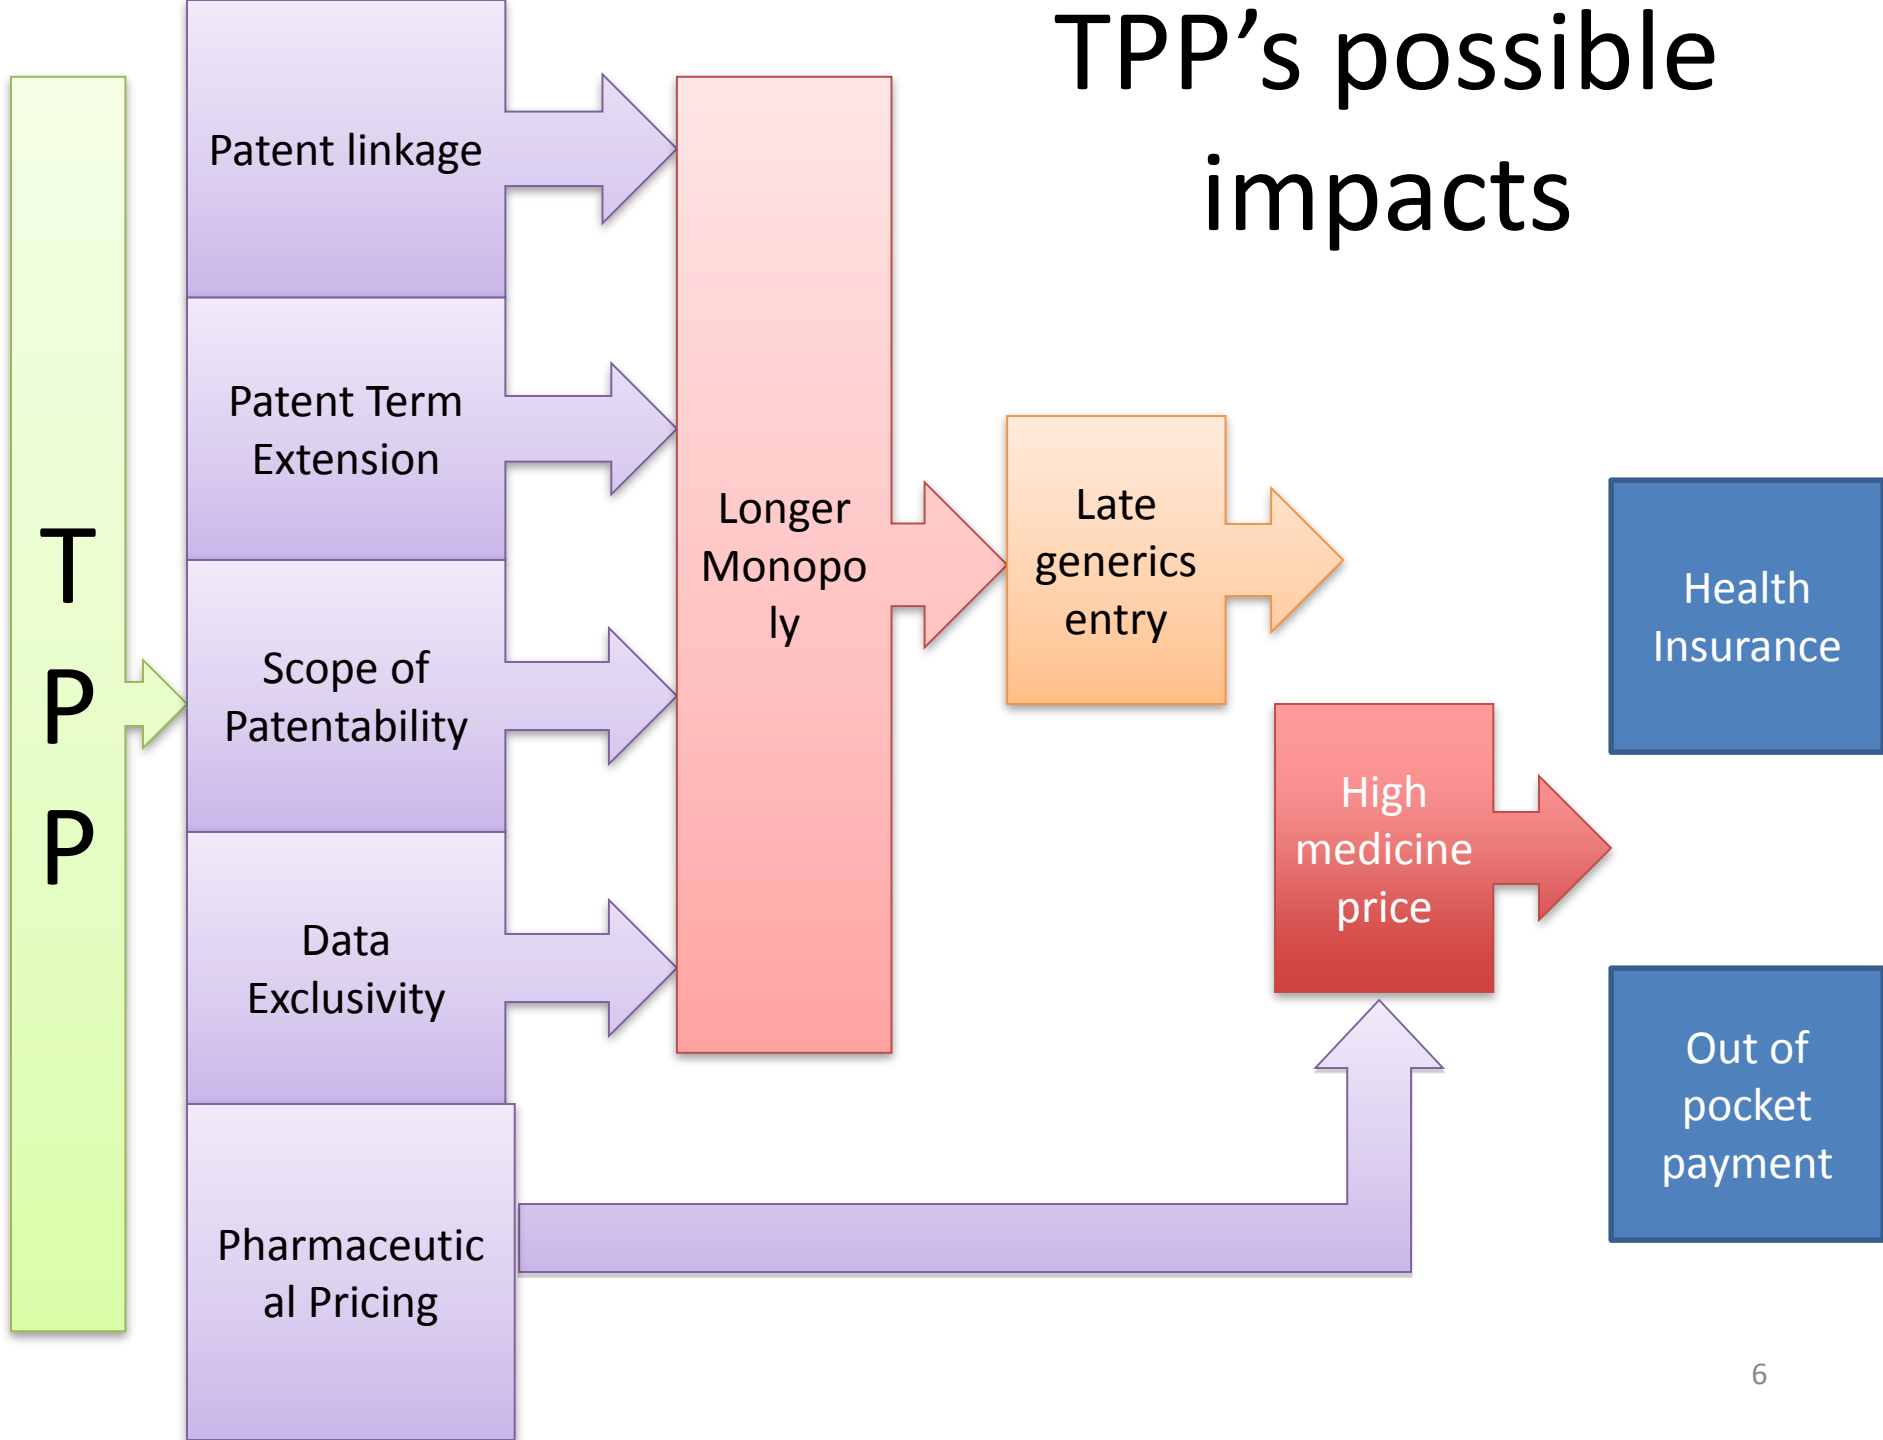 TPP’s possible
impacts
T
P
P
Patent linkage
Patent Term
Extension
Scope of
Patentability
Data
Exclusivity
Pharmaceutic
al Pricing
Longer
Monopo
ly
Late
generics
entry
High
medicine
price
Health
Insurance
Out of
pocket
payment
6